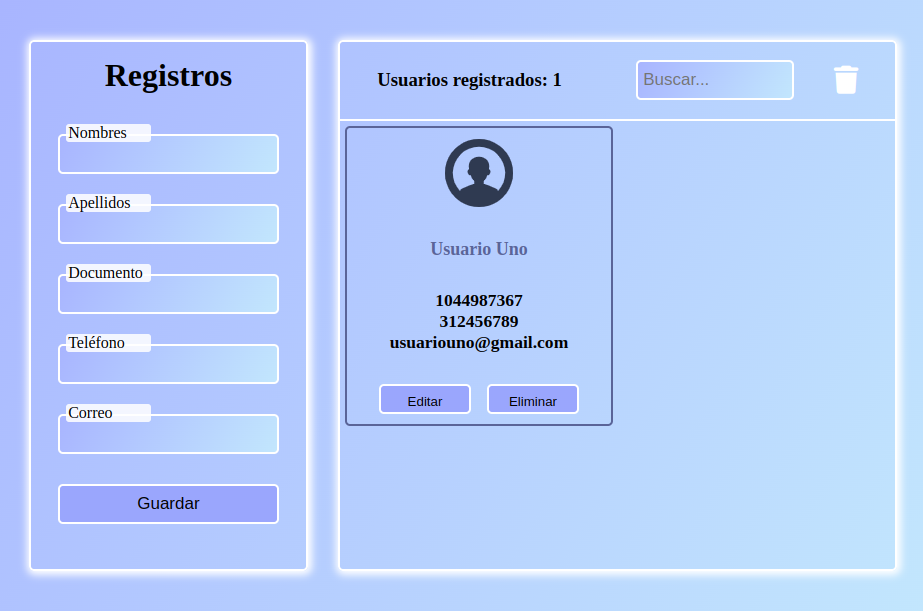 Registros
Nombres
Apellidos
Documento
Teléfono
Correo
Guardar
Usuarios registrados: 1
Buscar...
Usuario Uno
1044987367
312456789
usuariouno@gmail.com
Editar
Eliminar